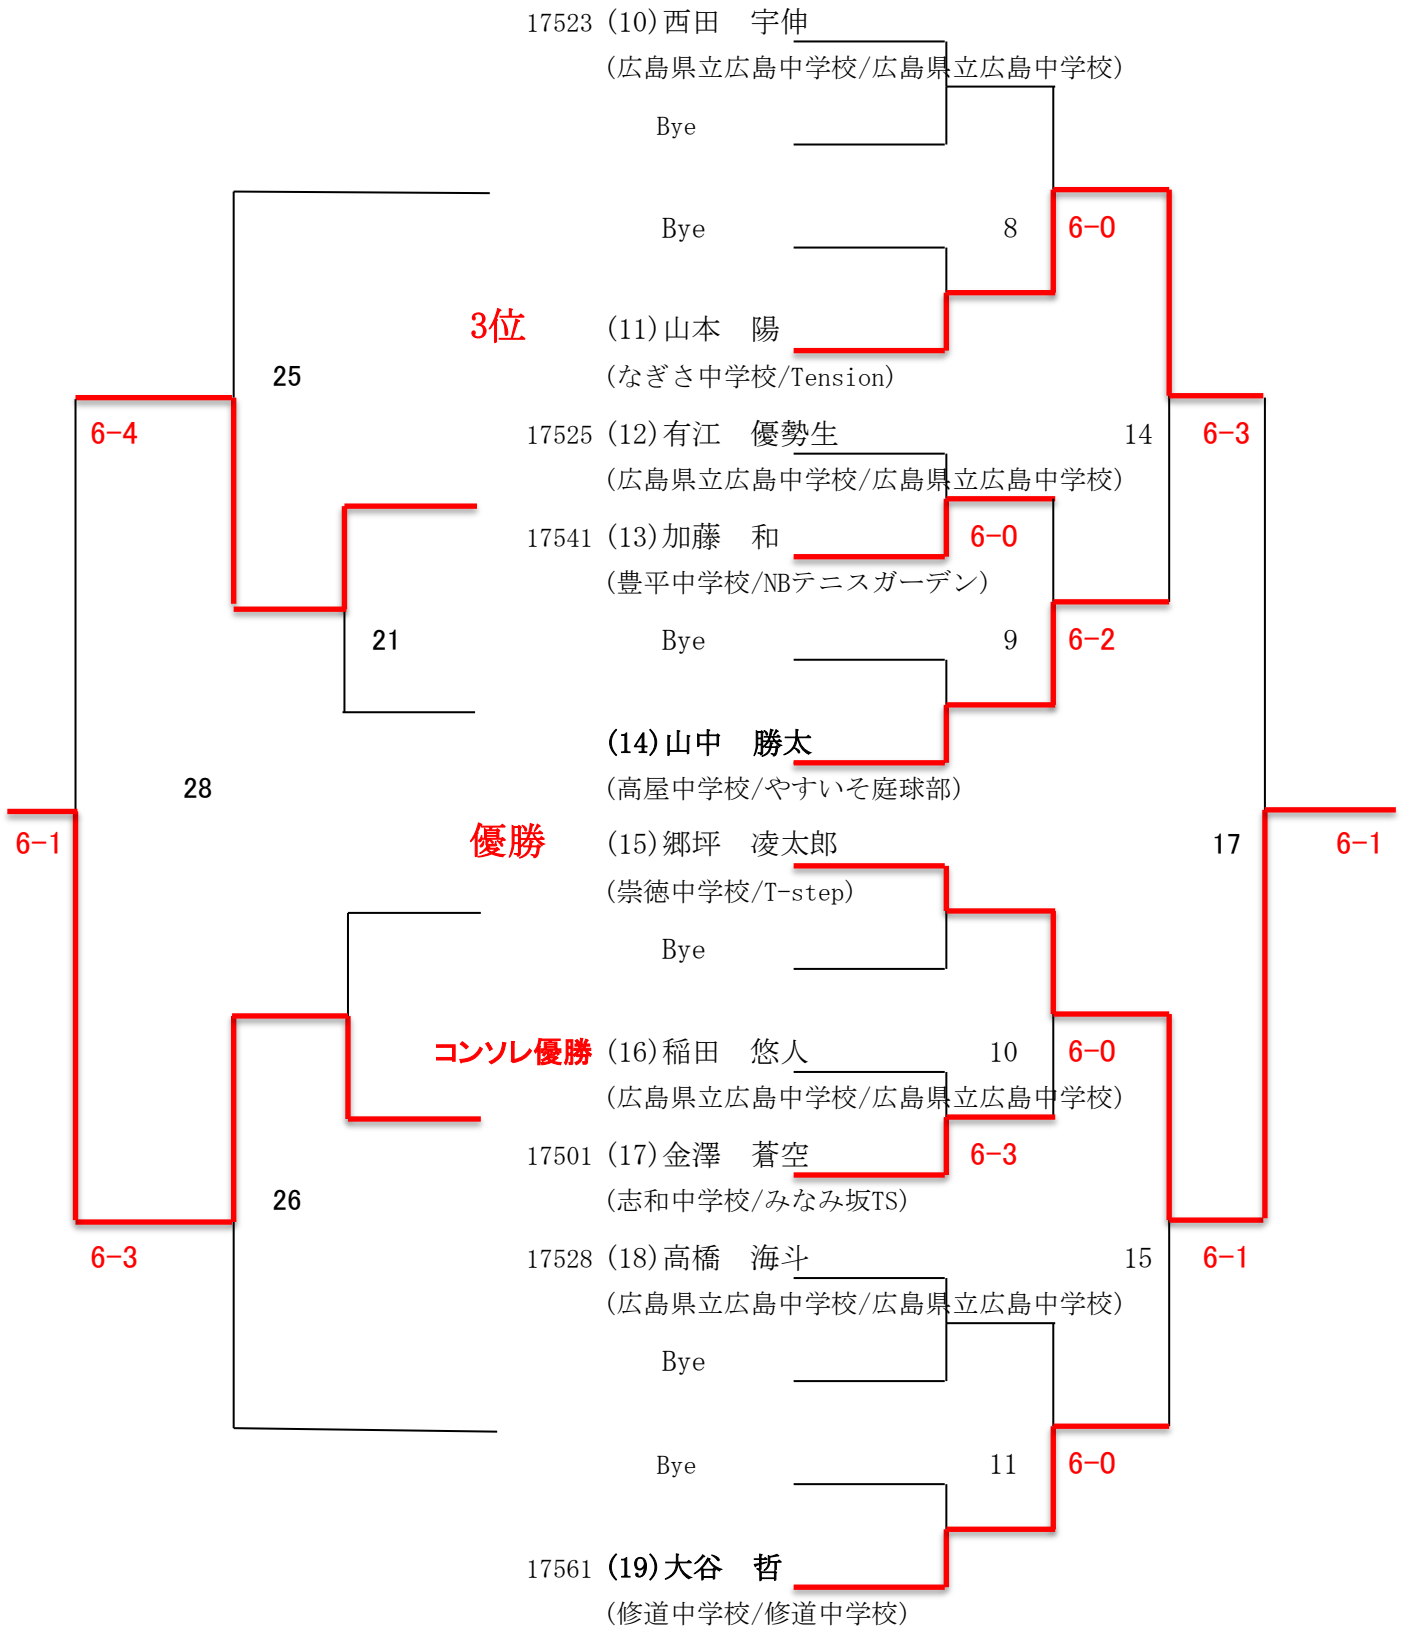 17523 (10)西田　宇伸
(広島県立広島中学校/広島県立広島中学校)
Bye
Bye 8 6-0
3位 (11)山本　陽
(なぎさ中学校/Tension)
25
6-4 17525 (12)有江　優勢生 14 6-3
(広島県立広島中学校/広島県立広島中学校)
17541 (13)加藤　和 6-0
(豊平中学校/NBテニスガーデン)
21 Bye 9 6-2
(14)山中　勝太
28 (高屋中学校/やすいそ庭球部)
6-1 優勝 (15)郷坪　凌太郎 17 6-1
(崇徳中学校/T-step)
Bye
コンソレ優勝 (16)稲田　悠人 10 6-0
(広島県立広島中学校/広島県立広島中学校)
17501 (17)金澤　蒼空 6-3
26 (志和中学校/みなみ坂TS)
6-3 17528 (18)高橋　海斗 15 6-1
(広島県立広島中学校/広島県立広島中学校)
Bye
Bye 11 6-0
17561 (19)大谷　哲
(修道中学校/修道中学校)